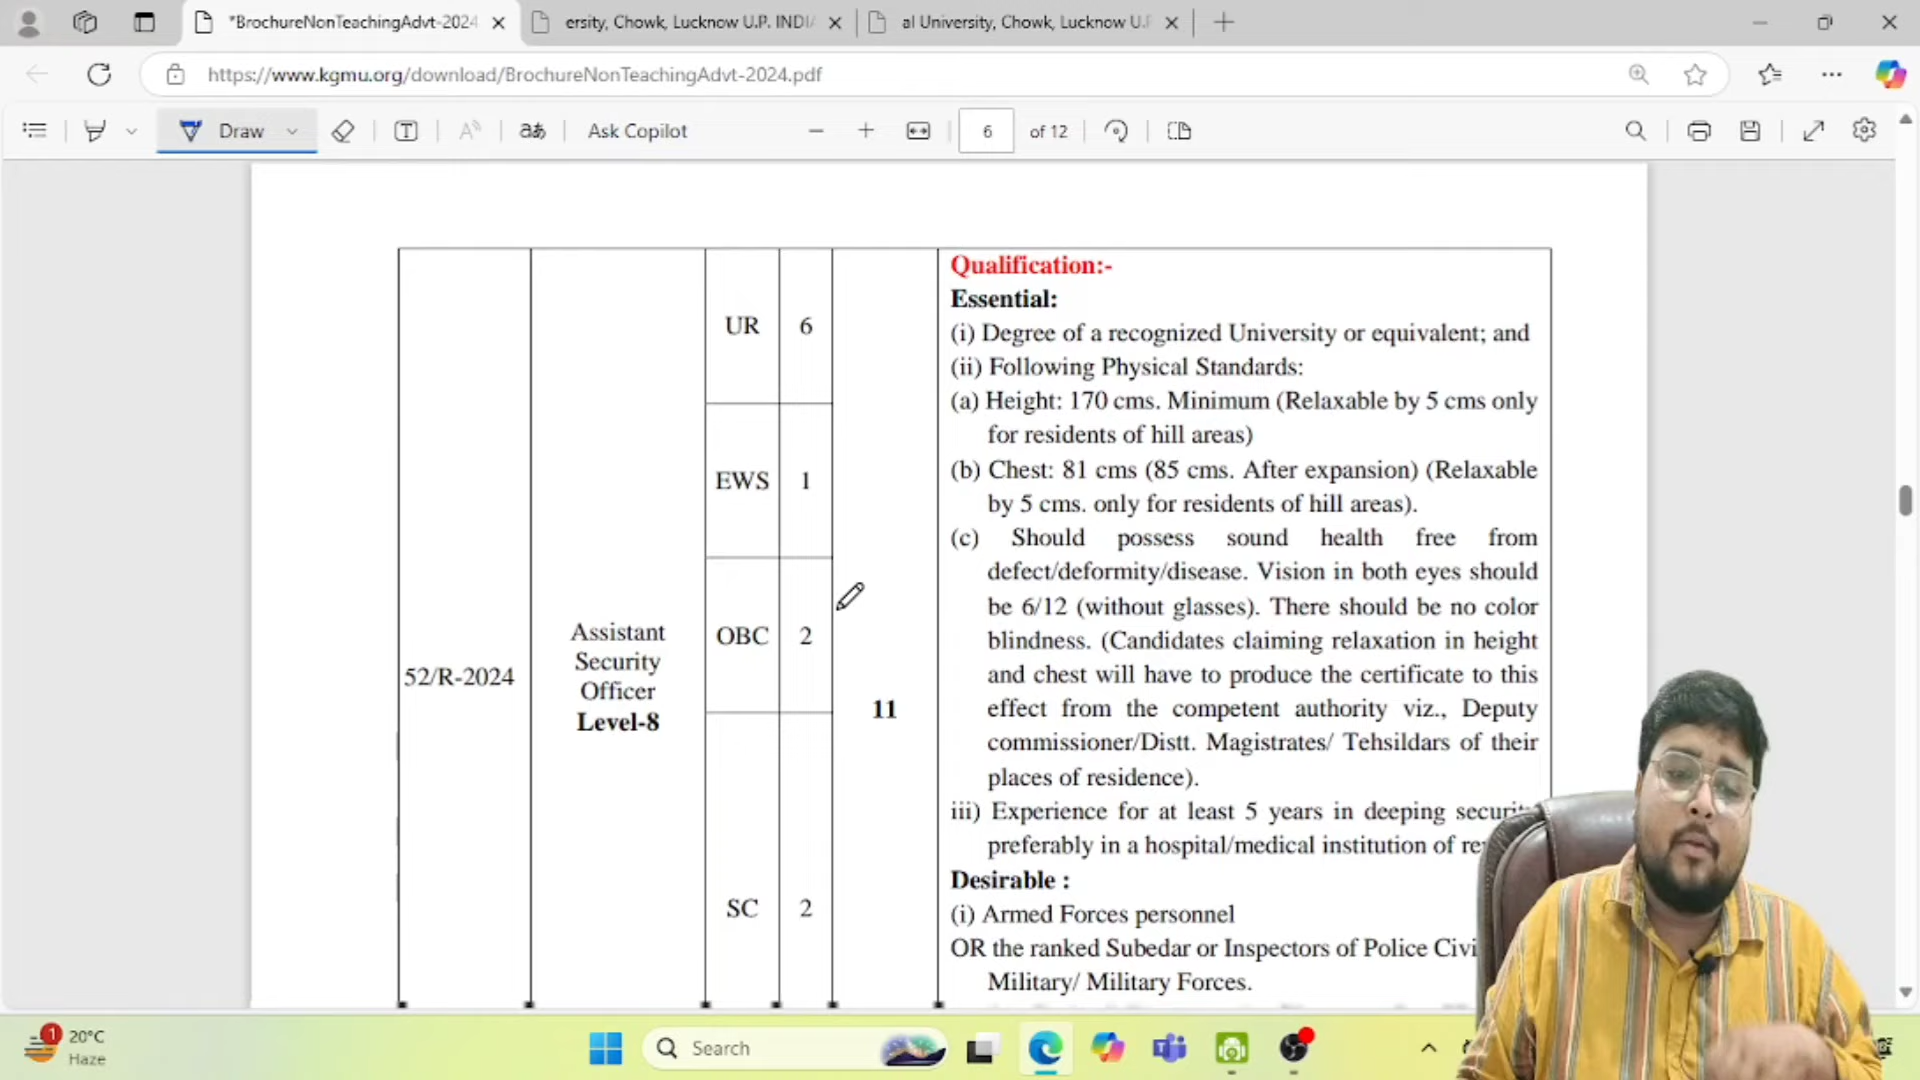 *BrochureNonTeachingAdvt-2024
ersity, Chowk, Lucknow U.P. INDI
al University, Chowk, Lucknow U.P
https://www.kgmu.org/download/BrochureNonTeachingAdvt-2024.pdf
Draw
Ask Copilot
6
of 12
52/R-2024
Assistant
Security
Officer
Level-8
UR 6
EWS 1
OBC 2
SC 2
11
Qualification:-
Essential:
(i) Degree of a recognized University or equivalent; and
(ii) Following Physical Standards:
(a) Height: 170 cms. Minimum (Relaxable by 5 cms only
for residents of hill areas)
(b) Chest: 81 cms (85 cms. After expansion) (Relaxable
by 5 cms. only for residents of hill areas).
(c) Should possess sound health free from
defect/deformity/disease. Vision in both eyes should
be 6/12 (without glasses). There should be no color
blindness. (Candidates claiming relaxation in height
and chest will have to produce the certificate to this
effect from the competent authority viz., Deputy
commissioner/Distt. Magistrates/ Tehsildars of their
places of residence).
iii) Experience for at least 5 years in deeping security
preferably in a hospital/medical institution of
Desirable :
(i) Armed Forces personnel
OR the ranked Subedar or Inspectors of Police
Military/ Military Forces.
1
20°C
Haze
Search